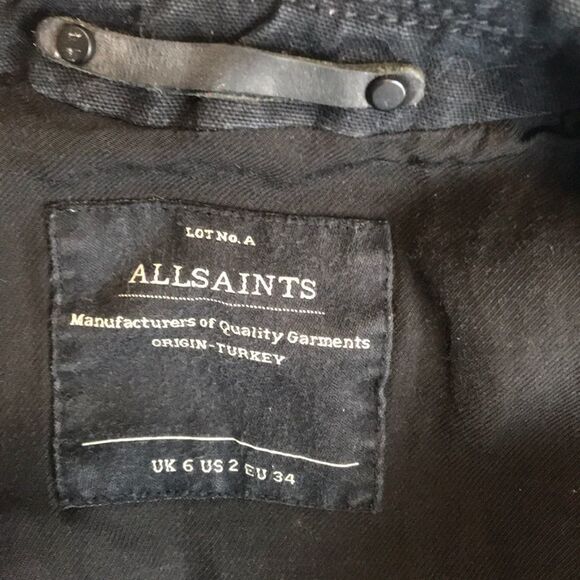 LOT NO. A
ALLSAINTS
Manufacturers of Quality Garments
ORIGIN-TURKEY
UK 6 US 2 EU 34